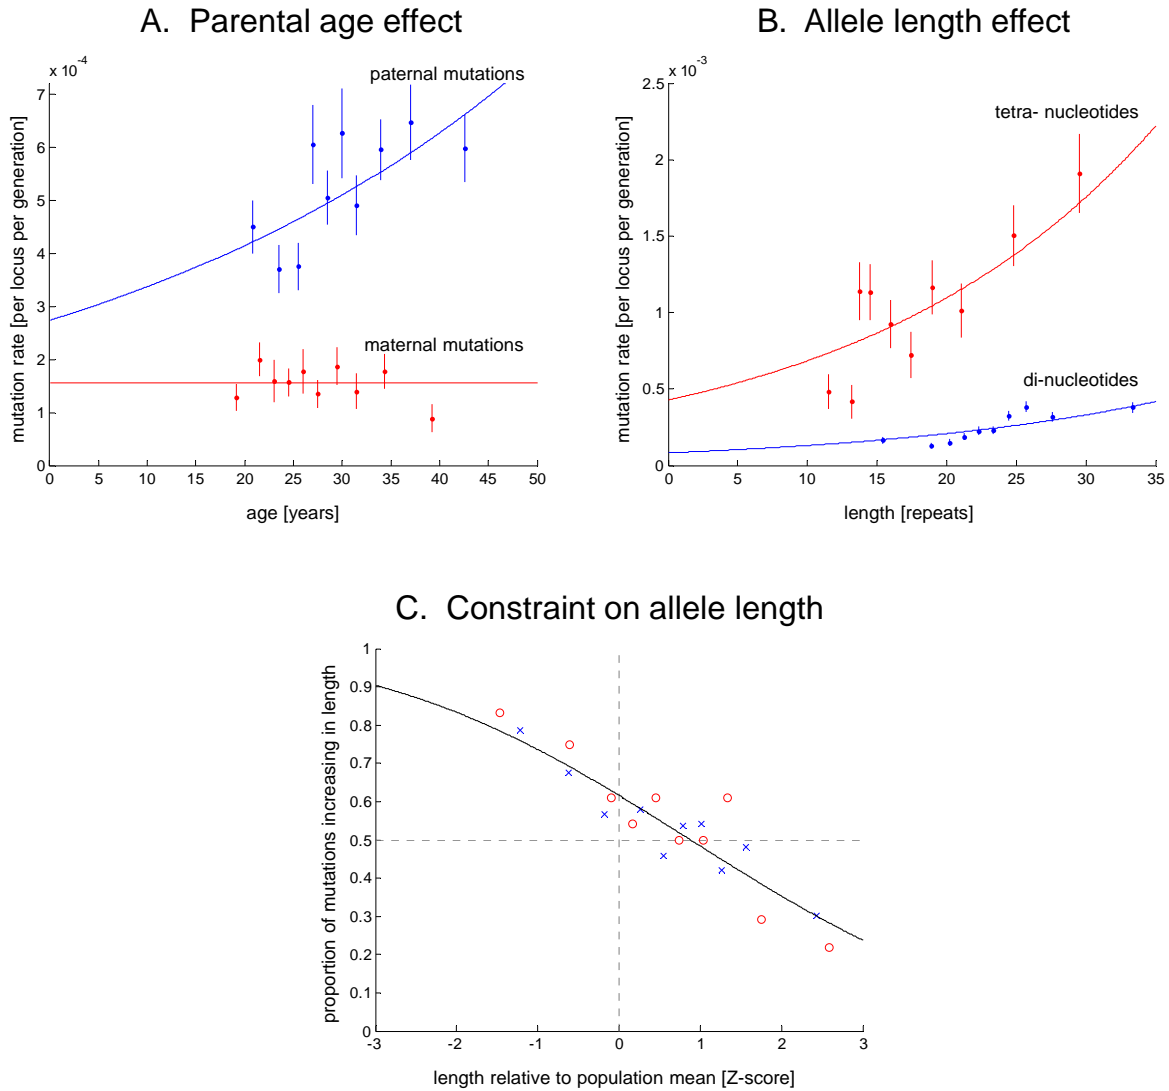 A. Parental age effect
x 10^-4
paternal mutations
maternal mutations
7
6
5
4
3
2
1
0
mutation rate [per locus per generation]
0 5 10 15 20 25 30 35 40 45 50
age [years]
B. Allele length effect
x 10^-3
tetra- nucleotides
di-nucleotides
2.5
2
1.5
1
0.5
0
mutation rate [per locus per generation]
0 5 10 15 20 25 30 35
length [repeats]
C. Constraint on allele length
1
0.9
0.8
0.7
0.6
0.5
0.4
0.3
0.2
0.1
0
proportion of mutations increasing in length
-3 -2 -1 0 1 2 3
length relative to population mean [Z-score]